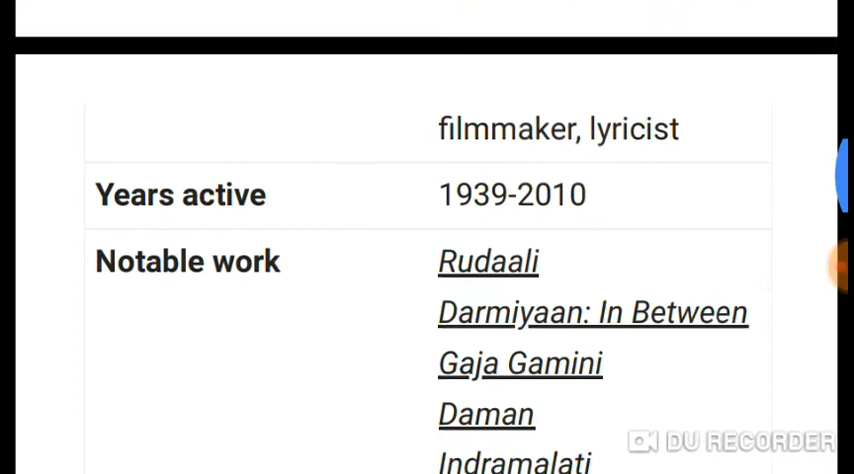 filmmaker, lyricist
Years active 1939-2010
Notable work Rudaali
Darmiyaan: In Between
Gaja Gamini
Daman
Indramalati
DU RECORDER